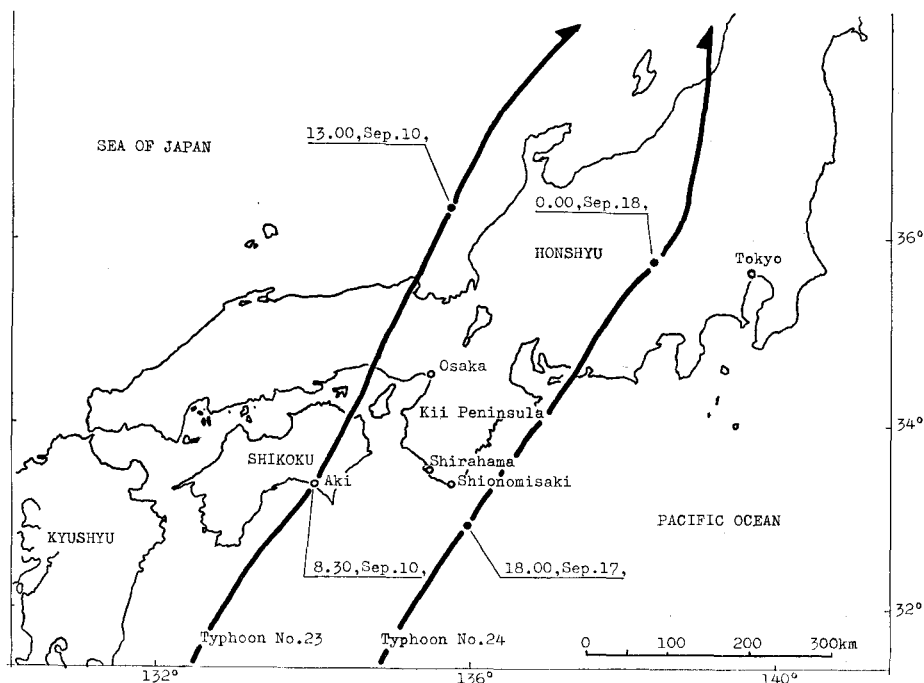 SEA OF JAPAN
13.00,Sep.10,
0.00,Sep.18,
36°
HONSHYU
Tokyo
Osaka
34°
Kii Peninsula
SHIKOKU
Shirahama
Aki
Shionomisaki
PACIFIC OCEAN
KYUSHYU
8.30,Sep.10,
18.00,Sep.17,
32°
Typhoon No.23
Typhoon No.24
0 100 200 300km
132°
136°
140°